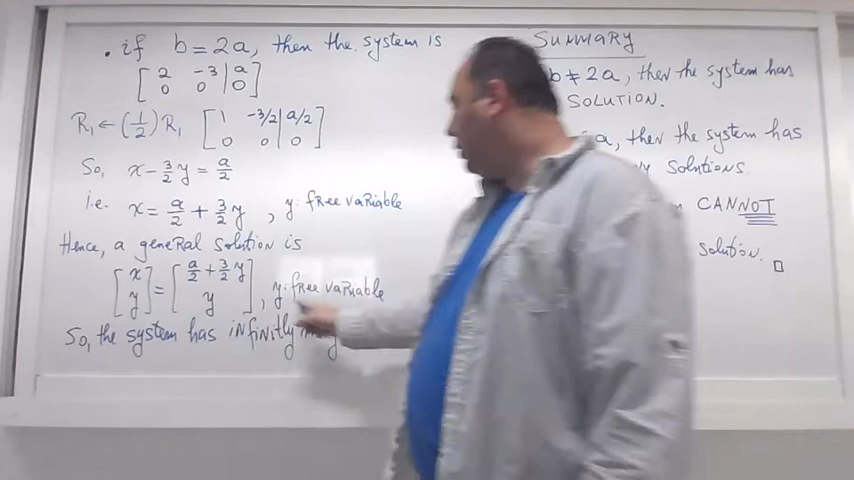 . if b = 2a, then the system is
[ 2 -3 | a ]
[ 0 0 | 0 ]
R₁ ← (1/2) R₁ [ 1 -3/2 | a/2 ]
[ 0 0 | 0 ]
So, x - 3/2 y = a/2
i.e. x = a/2 + 3/2 y , y: free variable
Hence, a general solution is
[ x ] = [ a/2 + 3/2 y ]
[ y ] [ y ] , y: free variable
So, the system has infinitly
SUMMARY
b ≠ 2a, then the system has
SOLUTION.
a, then the system has
solutions.
CANNOT
solution. □